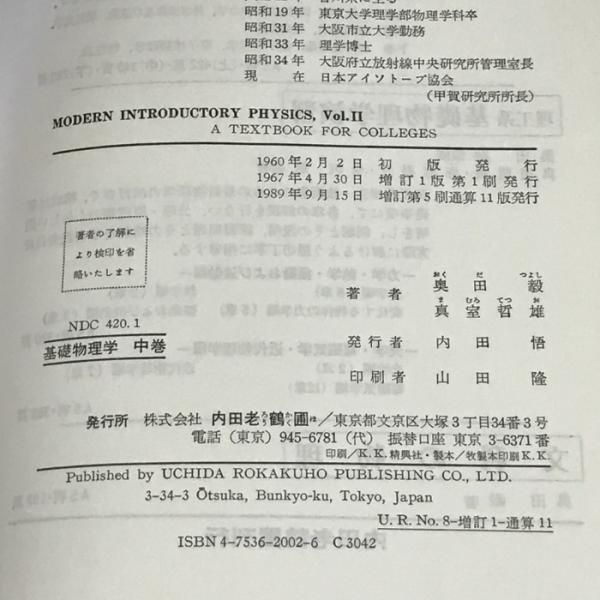 昭和19年 東京大学理学部物理学科卒
昭和31年 大阪市立大学勤務
昭和33年 理学博士
昭和34年 大阪府立放射線中央研究所管理室長
現 在 日本アイソトープ協会
(甲賀研究所所長)
MODERN INTRODUCTORY PHYSICS, Vol.II
A TEXTBOOK FOR COLLEGES
1960年2月2日 初版発行
1967年4月30日 増訂1版第1刷発行
1989年9月15日 増訂第5刷通算11版発行
著者の了解に
より検印を省
略いたします
おく だ つよし
著 者 奥田 毅
ま むろ てつ お
真室哲雄
NDC 420.1
基礎物理学 中巻
発行者 内田 悟
印刷者 山田 隆
発行所 株式会社 内田老鶴圃/東京都文京区大塚3丁目34番3号
電話(東京)945-6781(代) 振替口座 東京 3-6371番
印刷/K.K.精興社・製本/牧製本印刷K.K.
Published by UCHIDA ROKAKUHO PUBLISHING CO., LTD.
3-34-3 Ōtsuka, Bunkyo-ku, Tokyo, Japan
U. R. No. 8-増訂1-通算11
ISBN 4-7536-2002-6 C 3042